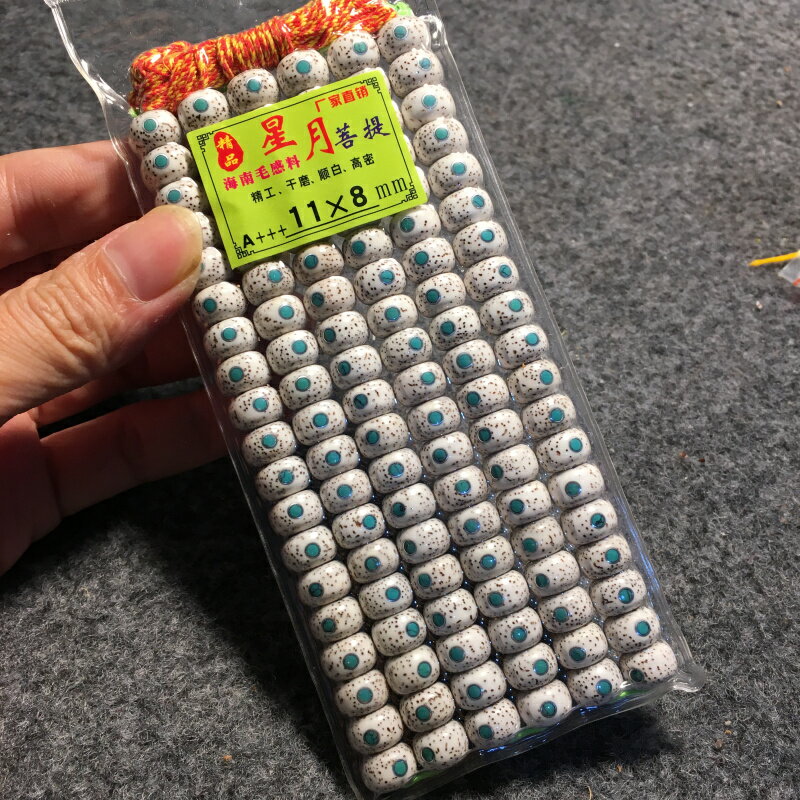 厂家直销
精品
星月菩提
海南毛感料
精工、干磨、顺白、高密
A+++ 11×8 mm